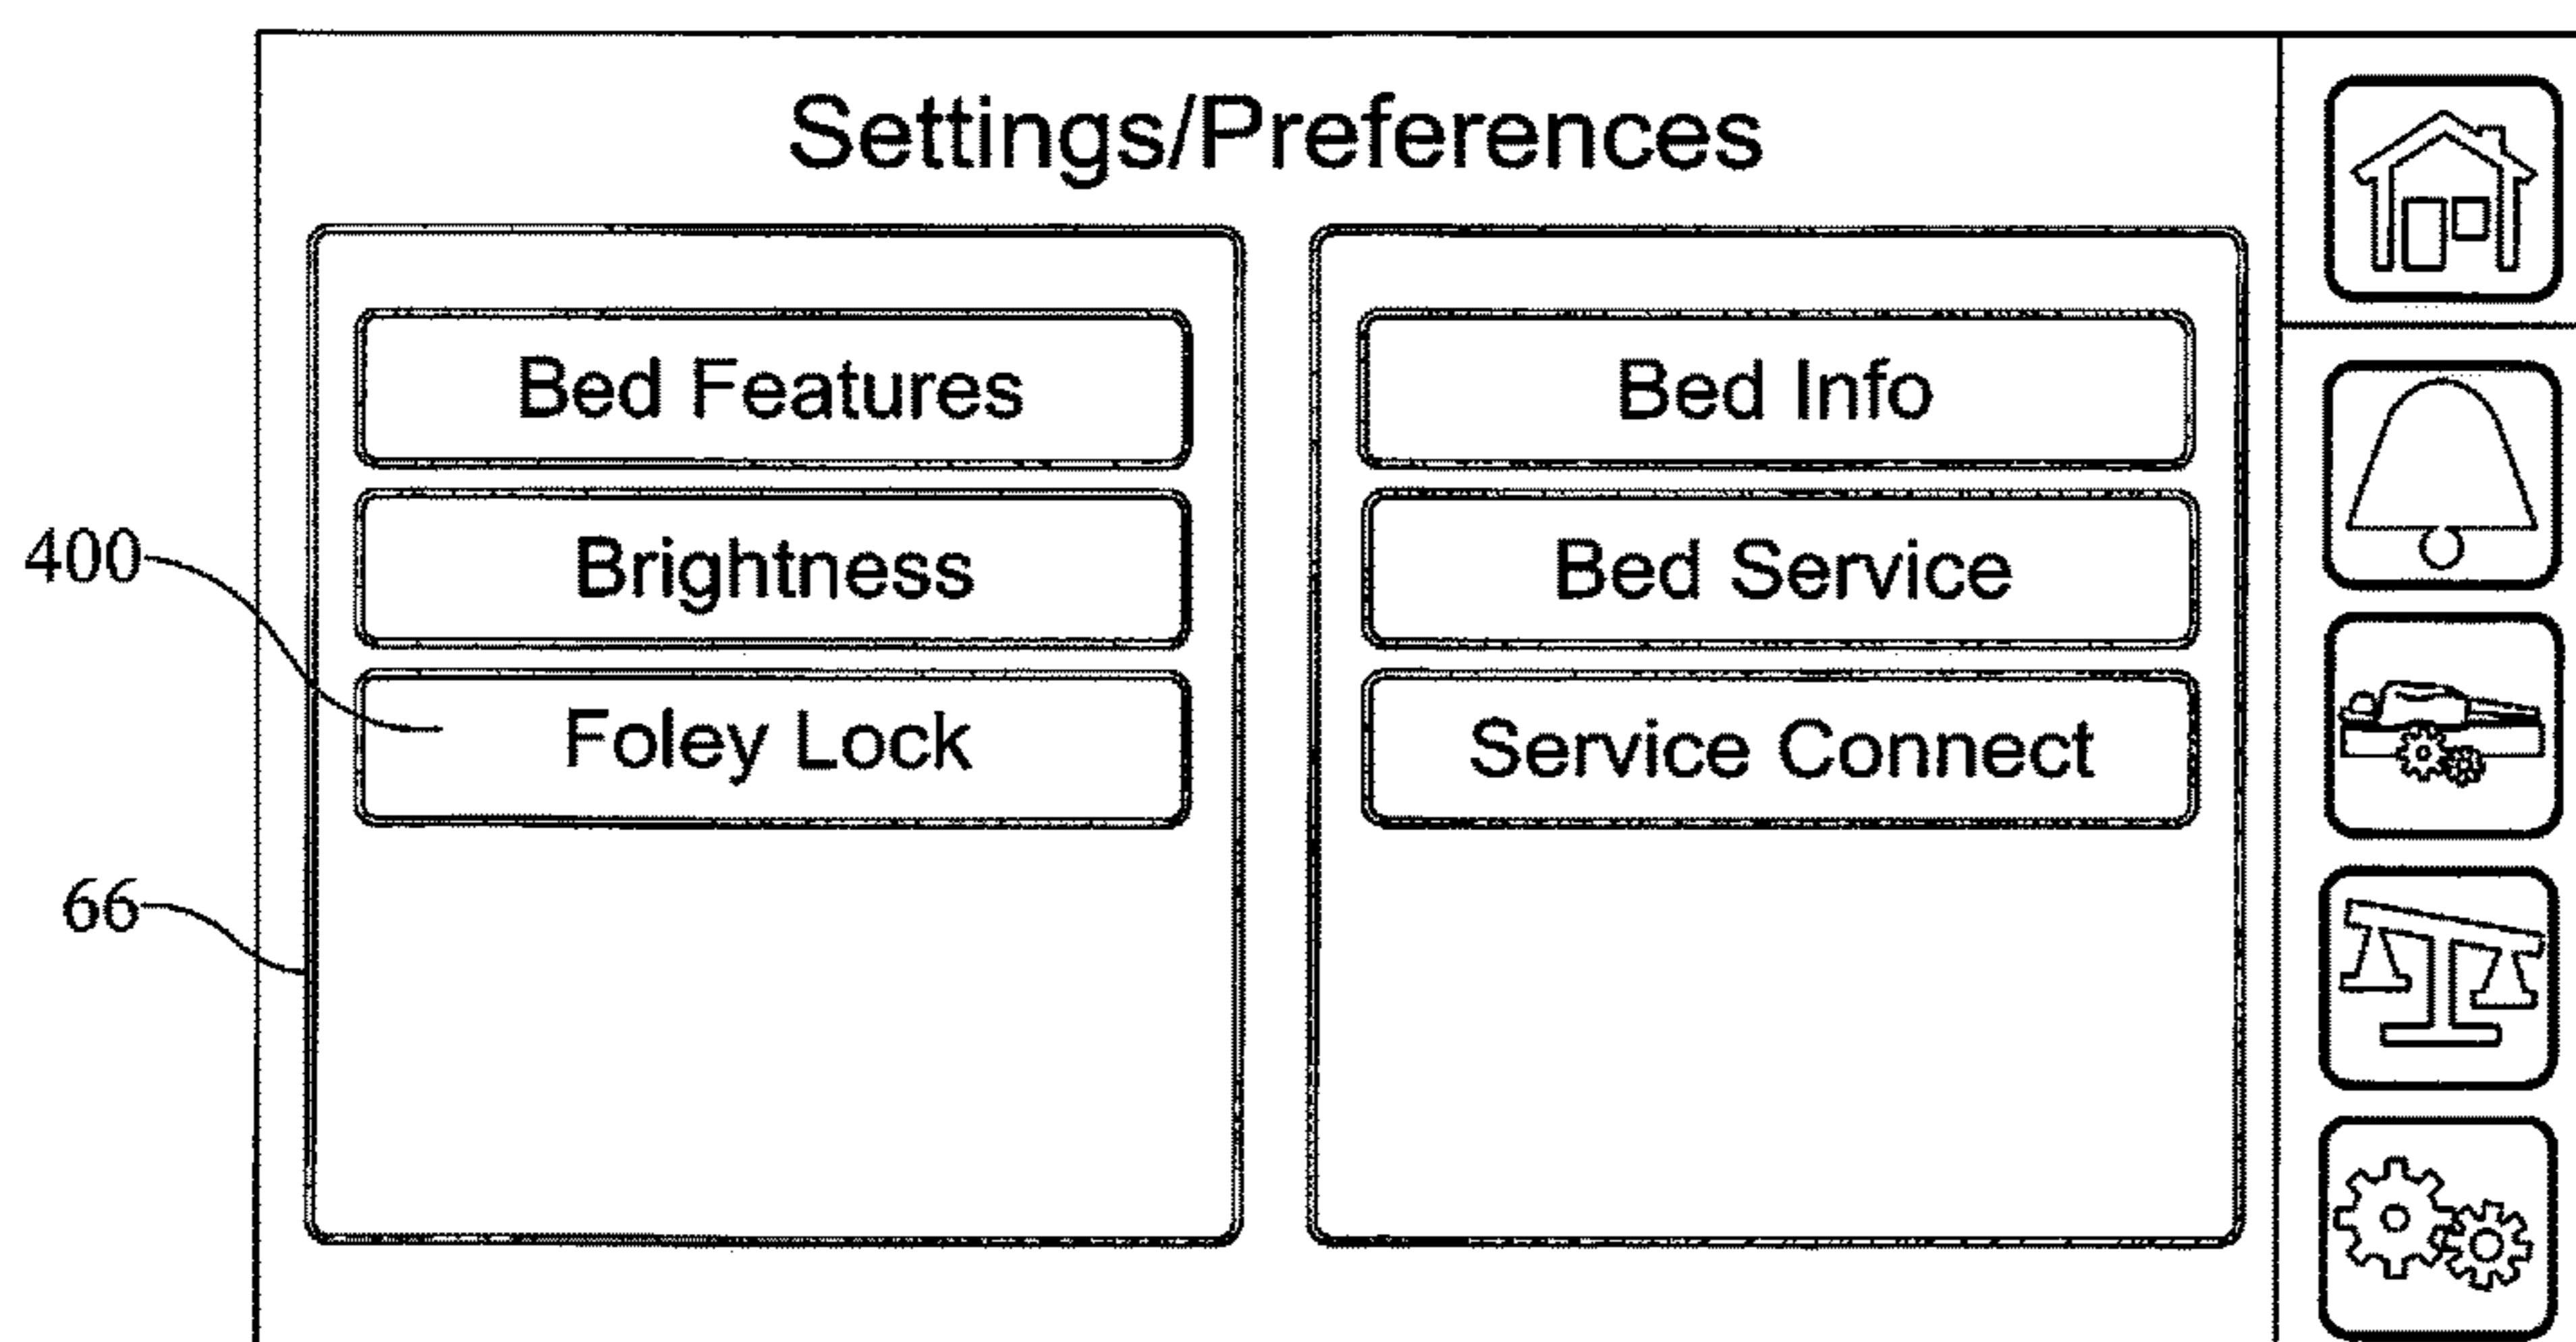 Settings/Preferences
Bed Features
Brightness
Foley Lock
Bed Info
Bed Service
Service Connect
400
66